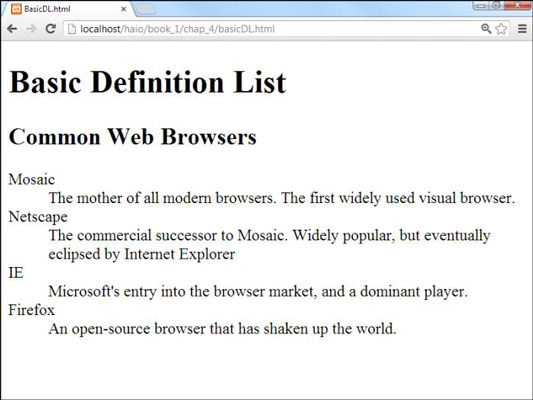 BasicDL.html
localhost/haio/book_1/chap_4/basicDL.html
Basic Definition List
Common Web Browsers
Mosaic
The mother of all modern browsers. The first widely used visual browser.
Netscape
The commercial successor to Mosaic. Widely popular, but eventually
eclipsed by Internet Explorer
IE
Microsoft's entry into the browser market, and a dominant player.
Firefox
An open-source browser that has shaken up the world.